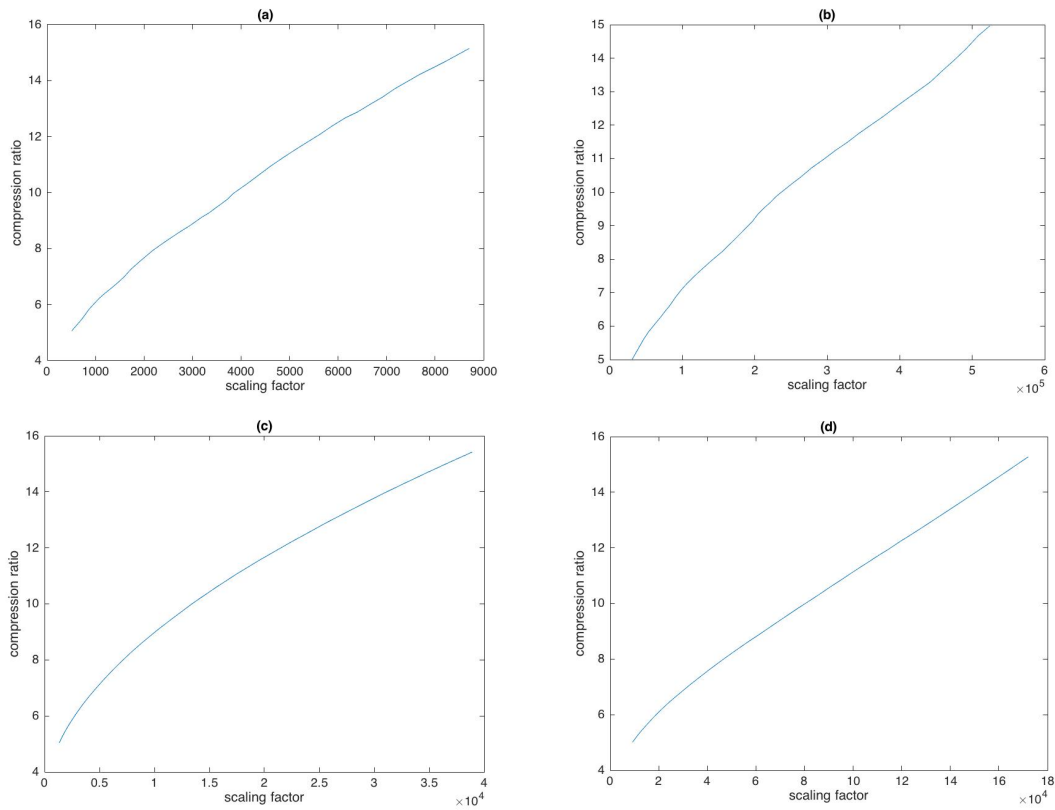 (a)
16
14
12
10
8
6
4
compression ratio
0 1000 2000 3000 4000 5000 6000 7000 8000 9000
scaling factor
(b)
15
14
13
12
11
10
9
8
7
6
5
compression ratio
0 1 2 3 4 5 6
scaling factor
×10^5
(c)
16
14
12
10
8
6
4
compression ratio
0 0.5 1 1.5 2 2.5 3 3.5 4
scaling factor
×10^4
(d)
16
14
12
10
8
6
4
compression ratio
0 2 4 6 8 10 12 14 16 18
scaling factor
×10^4